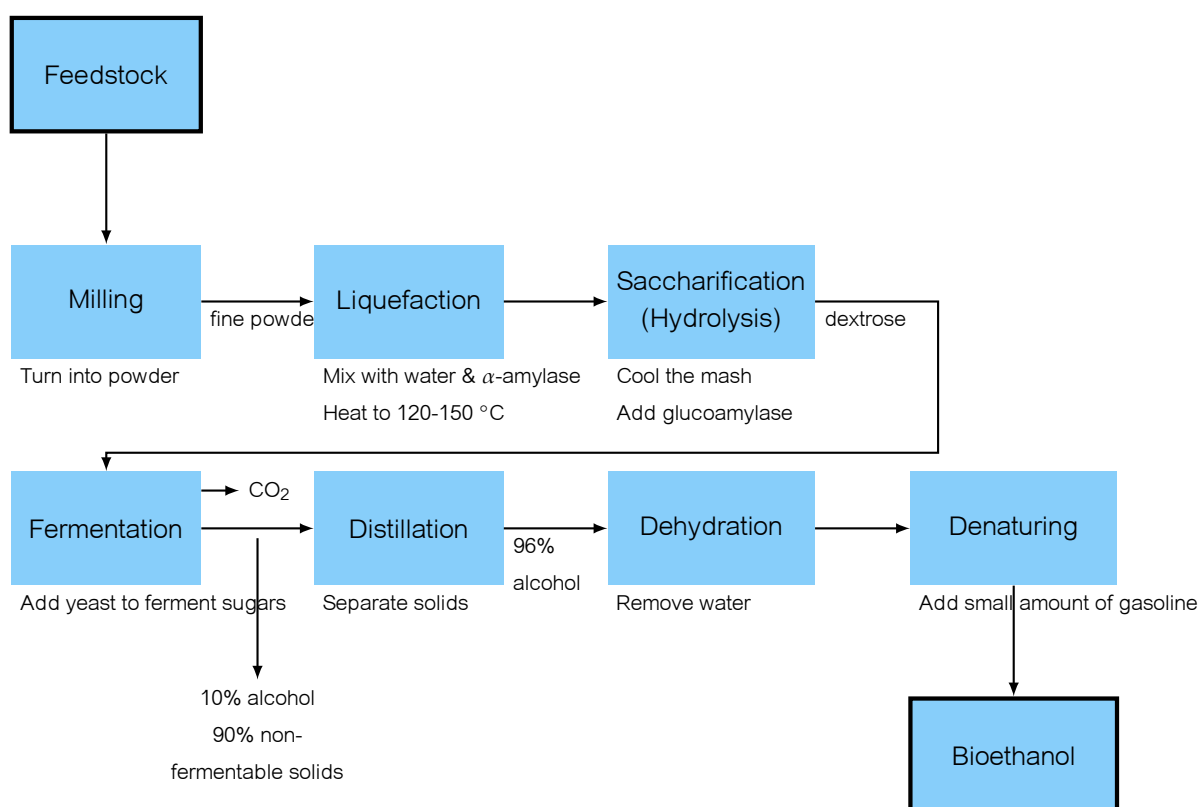 Feedstock
Milling
fine powde
Liquefaction
Saccharification
(Hydrolysis)
dextrose
Turn into powder
Mix with water & α-amylase
Heat to 120-150 °C
Cool the mash
Add glucoamylase
Fermentation
CO₂
Distillation
96%
alcohol
Dehydration
Denaturing
Add yeast to ferment sugars
Separate solids
Remove water
Add small amount of gasoline
10% alcohol
90% non-
fermentable solids
Bioethanol